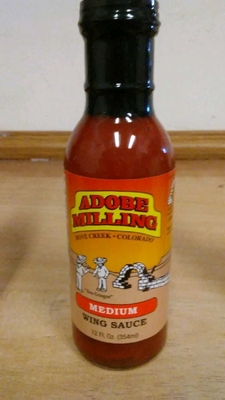 ADOBE
MILLING
DOVE CREEK • COLORADO
MEDIUM
WING SAUCE
12 Fl. Oz. (354ml)